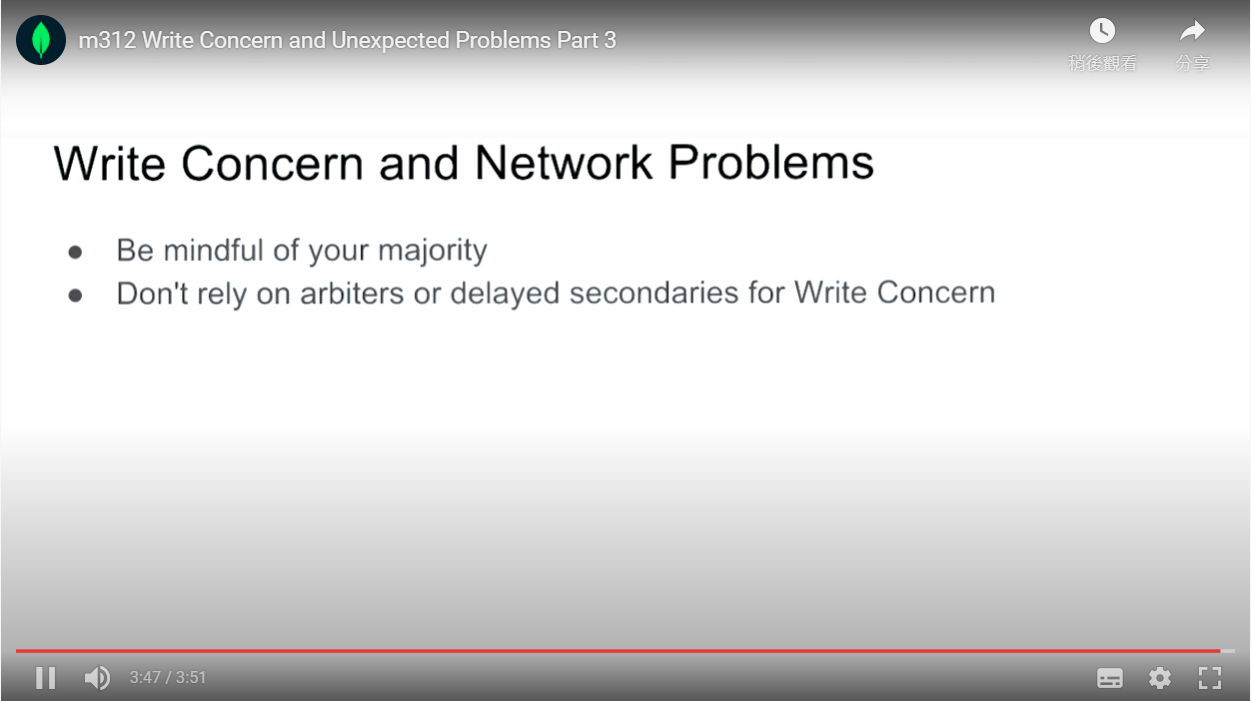 m312 Write Concern and Unexpected Problems Part 3
稍後觀看
分享
Write Concern and Network Problems
Be mindful of your majority
Don't rely on arbiters or delayed secondaries for Write Concern
3:47 / 3:51